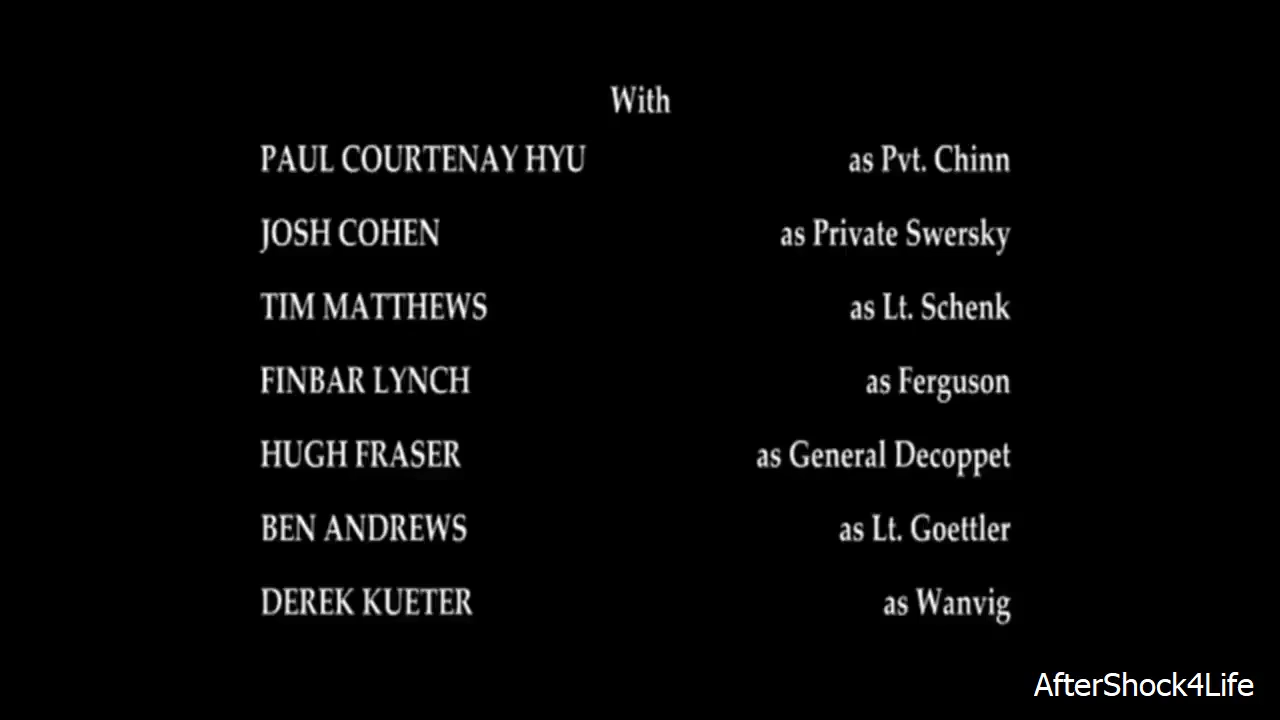 With
PAUL COURTENAY HYU as Pvt. Chinn
JOSH COHEN as Private Swersky
TIM MATTHEWS as Lt. Schenk
FINBAR LYNCH as Ferguson
HUGH FRASER as General Decoppet
BEN ANDREWS as Lt. Goettler
DEREK KUETER as Wanvig
AfterShock4Life